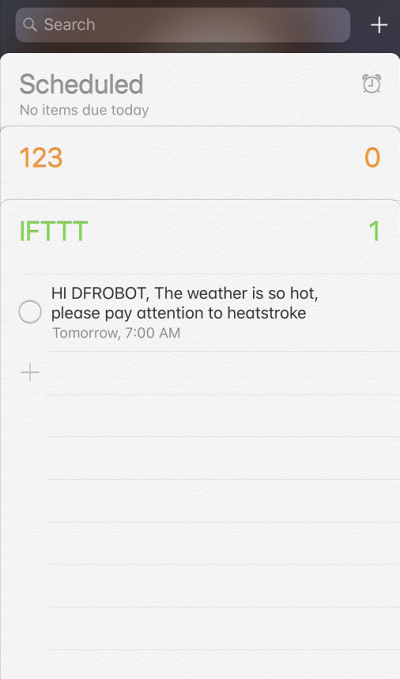 Search
Scheduled
No items due today
123 0
IFTTT 1
HI DFROBOT, The weather is so hot,
please pay attention to heatstroke
Tomorrow, 7:00 AM